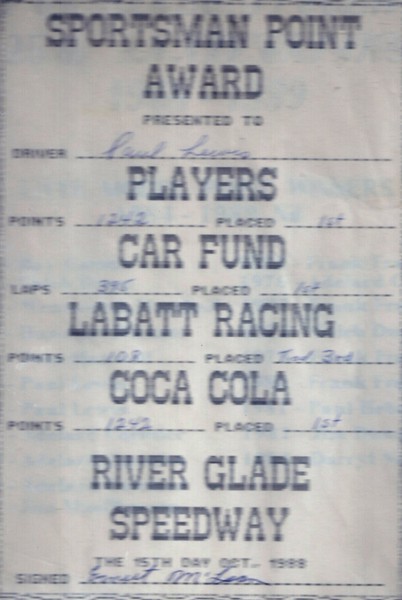 SPORTSMAN POINT
AWARD
PRESENTED TO
DRIVER Paul Lewis
PLAYERS
POINTS 1242 PLACED 1st
CAR FUND
LAPS 395 PLACED 1st
LABATT RACING
POINTS 108 PLACED 3rd
COCA COLA
POINTS 1242 PLACED 1st
RIVER GLADE
SPEEDWAY
THE 15TH DAY OCT. 1988
SIGNED